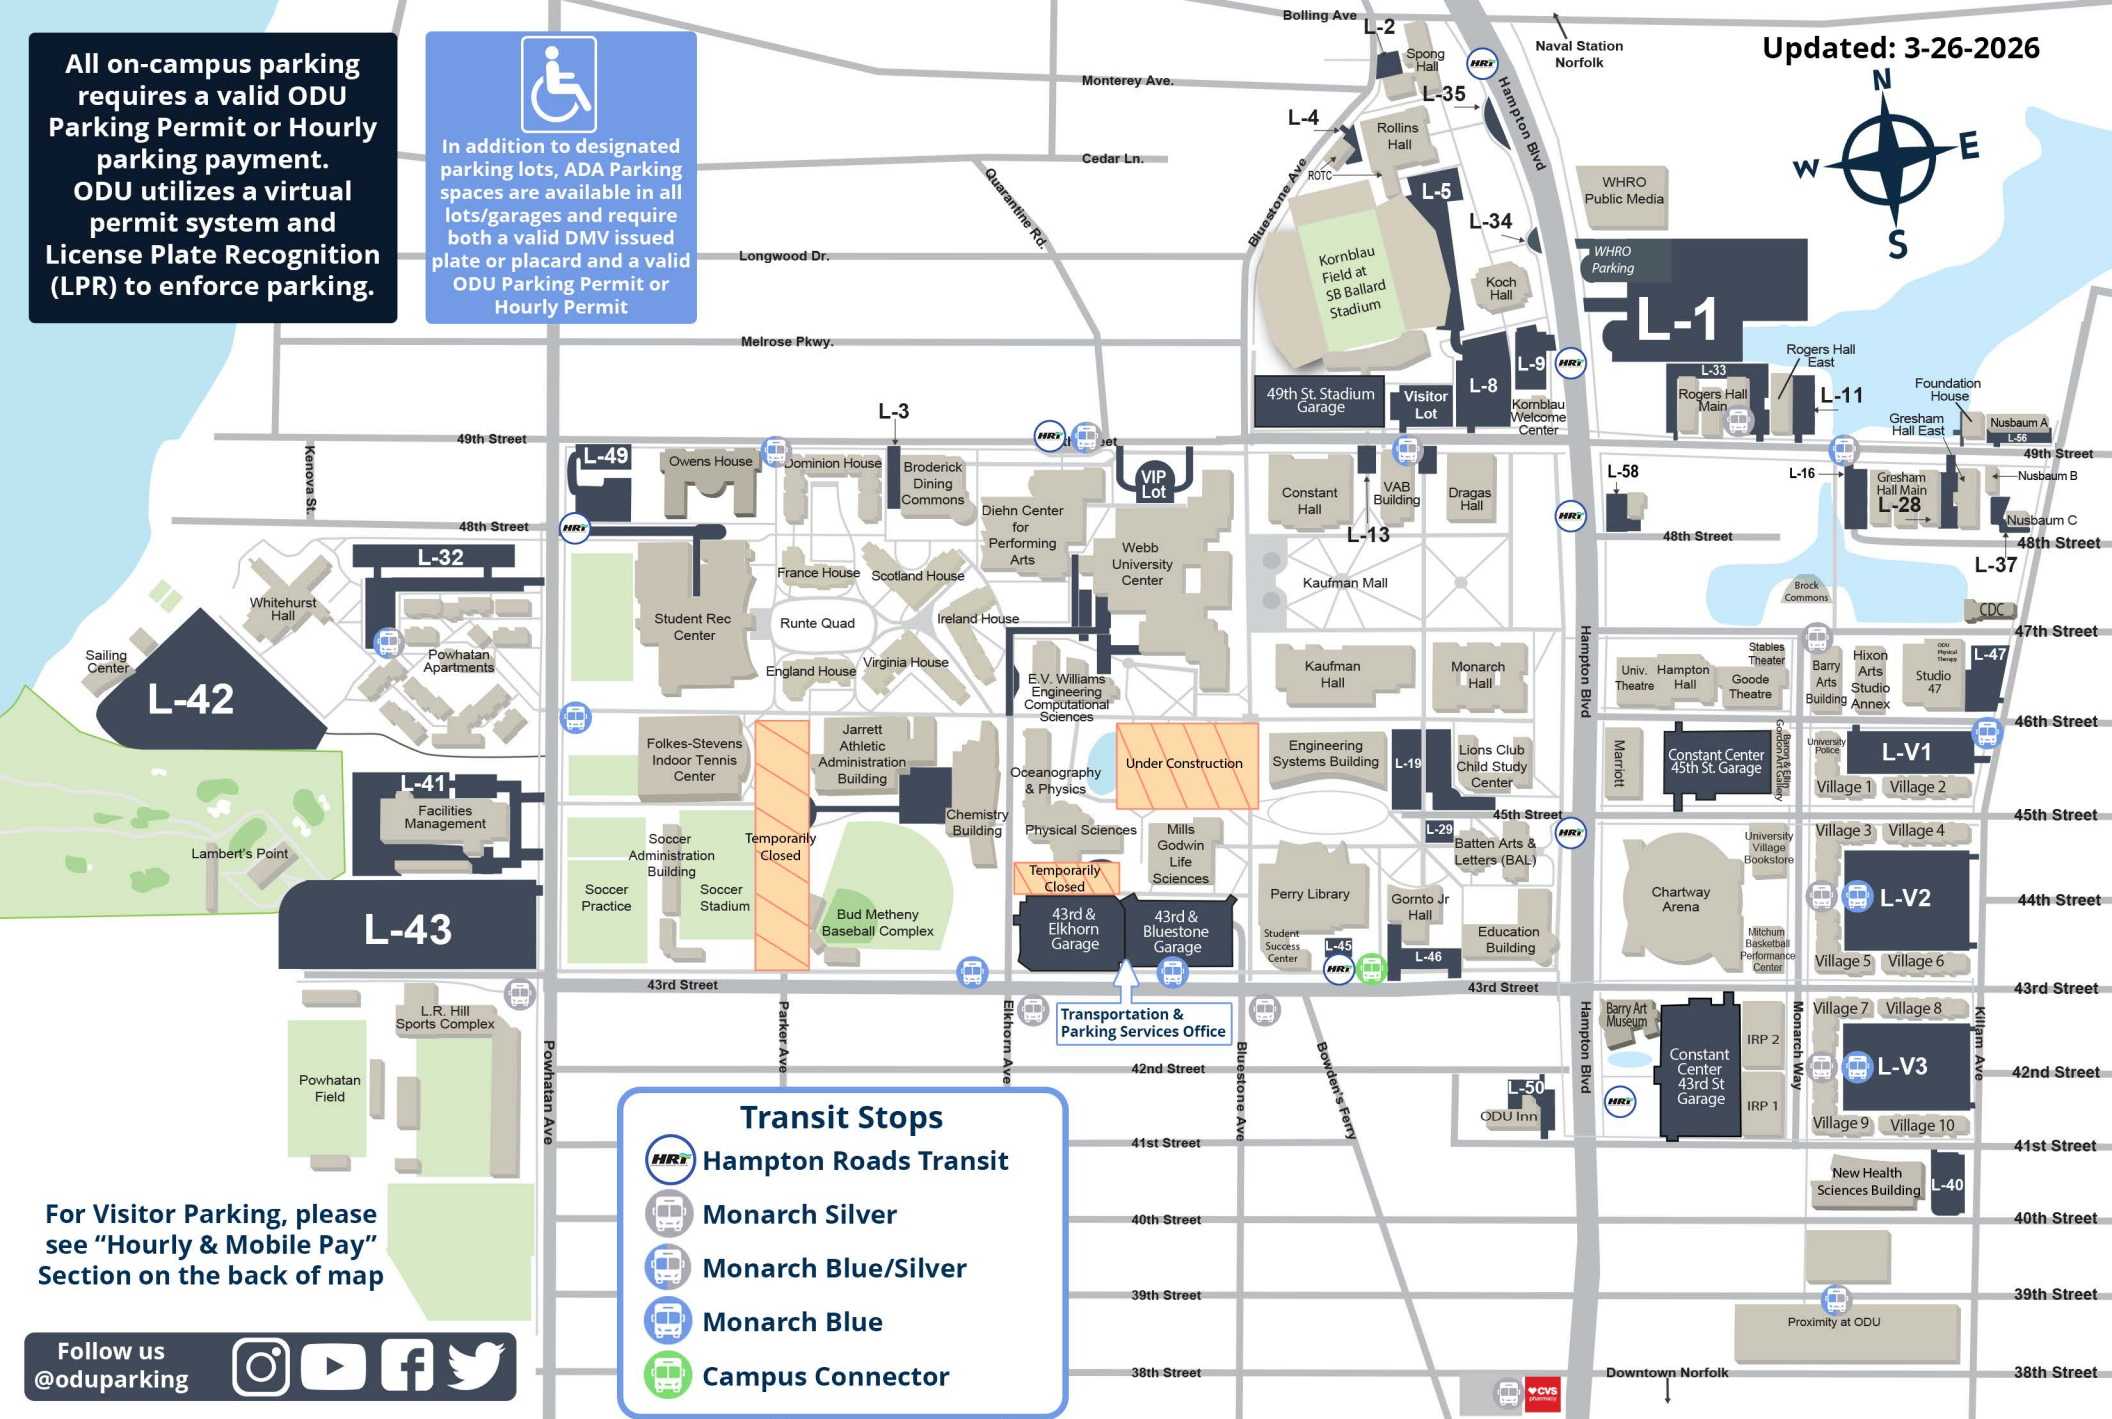 All on-campus parking
requires a valid ODU
Parking Permit or Hourly
parking payment.
ODU utilizes a virtual
permit system and
License Plate Recognition
(LPR) to enforce parking.
In addition to designated
parking lots, ADA Parking
spaces are available in all
lots/garages and require
both a valid DMV issued
plate or placard and a valid
ODU Parking Permit or
Hourly Permit
Updated: 3-26-2026
N
W
E
S
Bolling Ave
L-2
Spong
Hall
HRT
Naval Station
Norfolk
Hampton Blvd
Monterey Ave.
L-35
L-4
Rollins
Hall
ROTC
Cedar Ln.
Quarantine Rd.
Bluestone Ave
L-5
L-34
WHRO
Public Media
WHRO
Parking
Longwood Dr.
Kornblau
Field at
SB Ballard
Stadium
Koch
Hall
L-1
Melrose Pkwy.
L-9
L-8
HRT
L-33
Rogers Hall
Main
Rogers Hall
East
L-11
49th St. Stadium
Garage
Visitor
Lot
Kornblau
Welcome
Center
Foundation
House
Gresham
Hall East
Nusbaum A
L-56
L-3
49th Street
HRT
49th Street
Kenova St.
L-49
Owens House
Dominion House
Broderick
Dining
Commons
VIP
Lot
Constant
Hall
VAB
Building
Dragas
Hall
L-13
L-58
L-16
Gresham
Hall Main
L-28
Nusbaum B
Nusbaum C
L-37
48th Street
HRT
HRT
48th Street
48th Street
Diehn Center
for
Performing
Arts
Webb
University
Center
L-32
Whitehurst
Hall
France House
Scotland House
Kaufman Mall
Brock
Commons
CDC
Student Rec
Center
Runte Quad
Ireland House
47th Street
Sailing
Center
Powhatan
Apartments
England House
Virginia House
E.V. Williams
Engineering
Computational
Sciences
Kaufman
Hall
Monarch
Hall
Hampton Blvd
Univ.
Theatre
Hampton
Hall
Stables
Theater
Goode
Theatre
Barry
Arts
Building
Hixon
Arts
Studio
Annex
ODU
Physical
Therapy
Studio
47
L-47
L-42
46th Street
Folkes-Stevens
Indoor Tennis
Center
Jarrett
Athletic
Administration
Building
Oceanography
& Physics
Under Construction
Engineering
Systems Building
L-19
Lions Club
Child Study
Center
Marriott
Constant Center
45th St. Garage
Baron & Ellin
Gordon Art Gallery
University
Police
L-V1
Village 1
Village 2
L-41
Facilities
Management
Chemistry
Building
45th Street
45th Street
Lambert's Point
Soccer
Administration
Building
Temporarily
Closed
Physical Sciences
Mills
Godwin
Life
Sciences
L-29
Batten Arts &
Letters (BAL)
HRT
University
Village
Bookstore
Village 3
Village 4
Temporarily
Closed
Soccer
Practice
Soccer
Stadium
Bud Metheny
Baseball Complex
43rd &
Elkhorn
Garage
43rd &
Bluestone
Garage
Perry Library
Gornto Jr
Hall
Chartway
Arena
L-V2
44th Street
L-43
Student
Success
Center
L-45
HRT
L-46
Education
Building
Mitchum
Basketball
Performance
Center
Village 5
Village 6
43rd Street
43rd Street
43rd Street
L.R. Hill
Sports Complex
Parker Ave
Elkhorn Ave
Transportation &
Parking Services Office
Bluestone Ave
Bowden's Ferry
Hampton Blvd
Barry Art
Museum
Constant
Center
43rd St
Garage
IRP 2
IRP 1
Monarch Way
Village 7
Village 8
L-V3
Killam Ave
Powhatan Ave
Powhatan
Field
42nd Street
42nd Street
L-50
ODU Inn
HRT
Village 9
Village 10
41st Street
41st Street
New Health
Sciences Building
L-40
40th Street
40th Street
39th Street
39th Street
Proximity at ODU
38th Street
Downtown Norfolk
38th Street
CVS
pharmacy
For Visitor Parking, please
see “Hourly & Mobile Pay”
Section on the back of map
Follow us
@oduparking
Transit Stops
HRT Hampton Roads Transit
Monarch Silver
Monarch Blue/Silver
Monarch Blue
Campus Connector